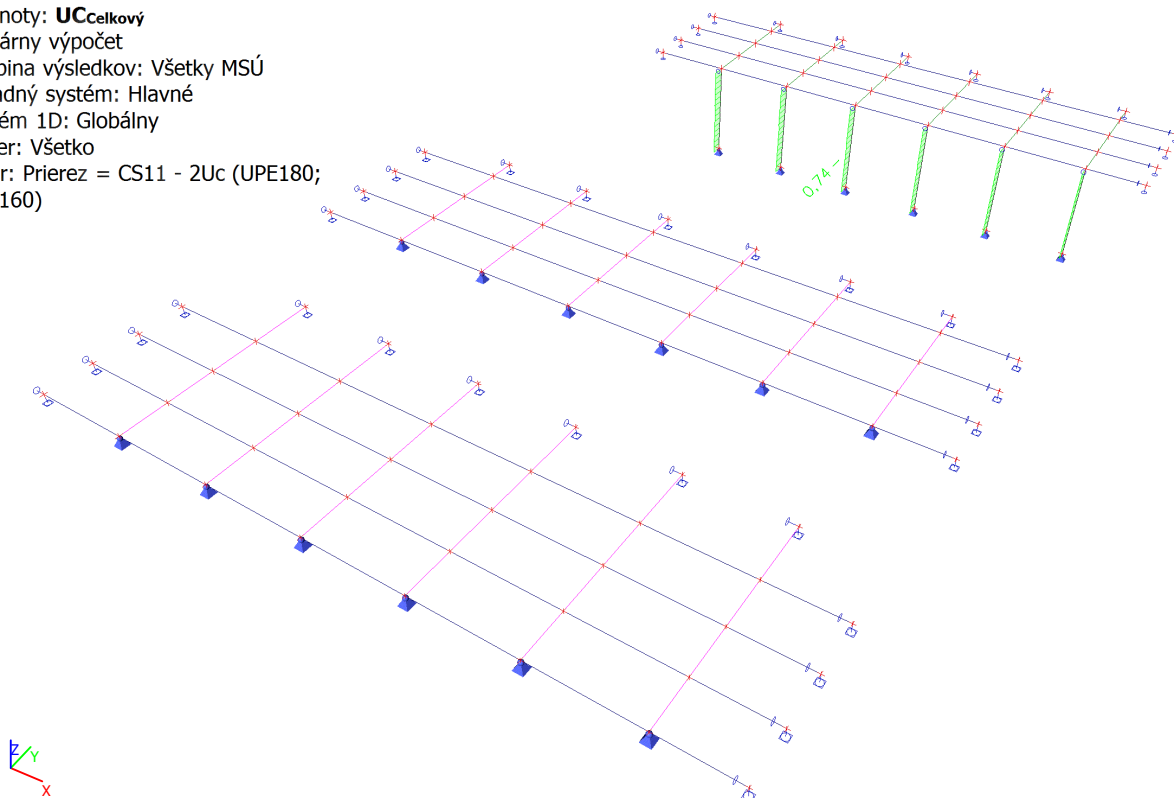 noty: UCCelkový
árny výpočet
pina výsledkov: Všetky MSÚ
adný systém: Hlavné
ém 1D: Globálny
er: Všetko
r: Prierez = CS11 - 2Uc (UPE180;
160)
0,74
Z
Y
X